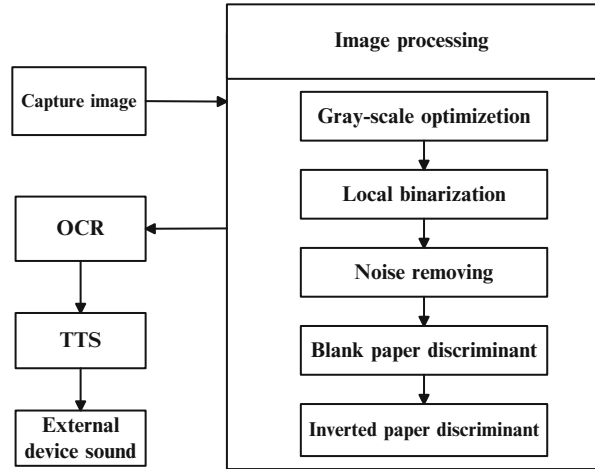 Image processing
Capture image
Gray-scale optimizetion
Local binarization
Noise removing
Blank paper discriminant
Inverted paper discriminant
OCR
TTS
External
device sound